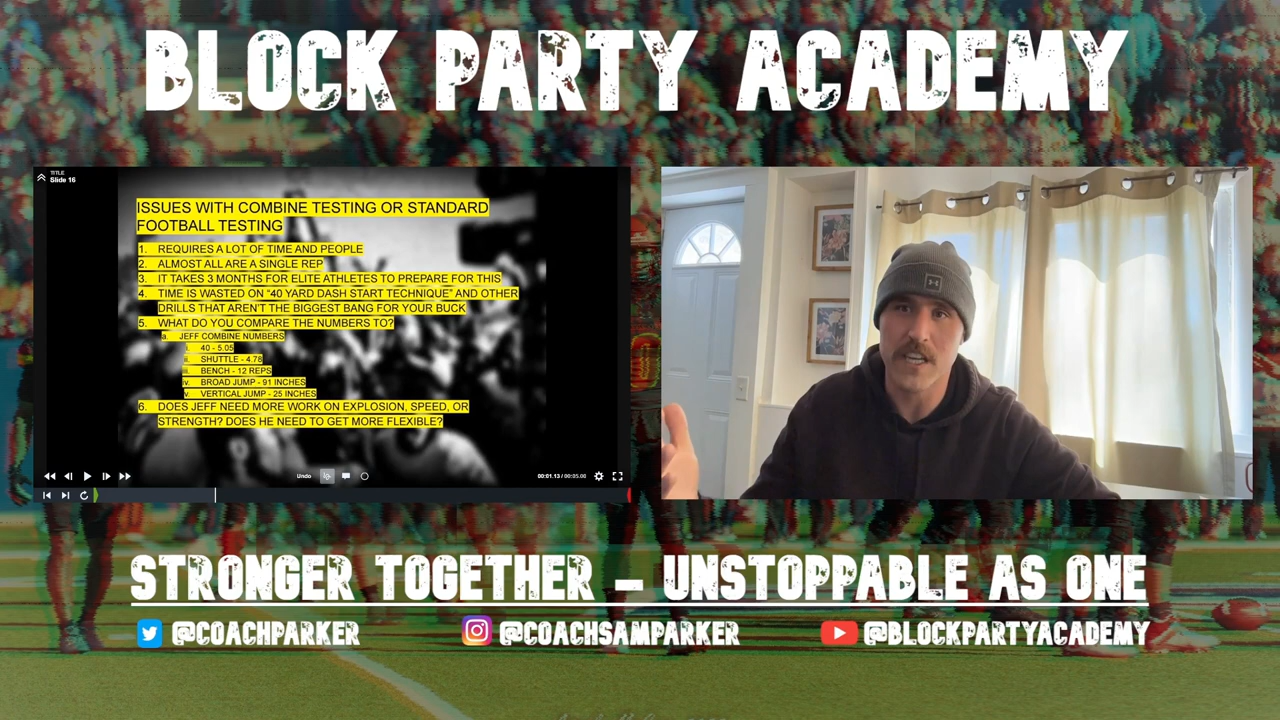 BLOCK PARTY ACADEMY
TITLE
Slide 16
ISSUES WITH COMBINE TESTING OR STANDARD
FOOTBALL TESTING
1. REQUIRES A LOT OF TIME AND PEOPLE
2. ALMOST ALL ARE A SINGLE REP
3. IT TAKES 3 MONTHS FOR ELITE ATHLETES TO PREPARE FOR THIS
4. TIME IS WASTED ON “40 YARD DASH START TECHNIQUE” AND OTHER
DRILLS THAT AREN'T THE BIGGEST BANG FOR YOUR BUCK
5. WHAT DO YOU COMPARE THE NUMBERS TO?
a. JEFF COMBINE NUMBERS
i. 40 - 5.05
ii. SHUTTLE - 4.78
iii. BENCH - 12 REPS
iv. BROAD JUMP - 91 INCHES
v. VERTICAL JUMP - 25 INCHES
6. DOES JEFF NEED MORE WORK ON EXPLOSION, SPEED, OR
STRENGTH? DOES HE NEED TO GET MORE FLEXIBLE?
Undo
00:01.13 / 00:05.00
STRONGER TOGETHER - UNSTOPPABLE AS ONE
@COACHPARKER
@COACHSAMPARKER
@BLOCKPARTYACADEMY